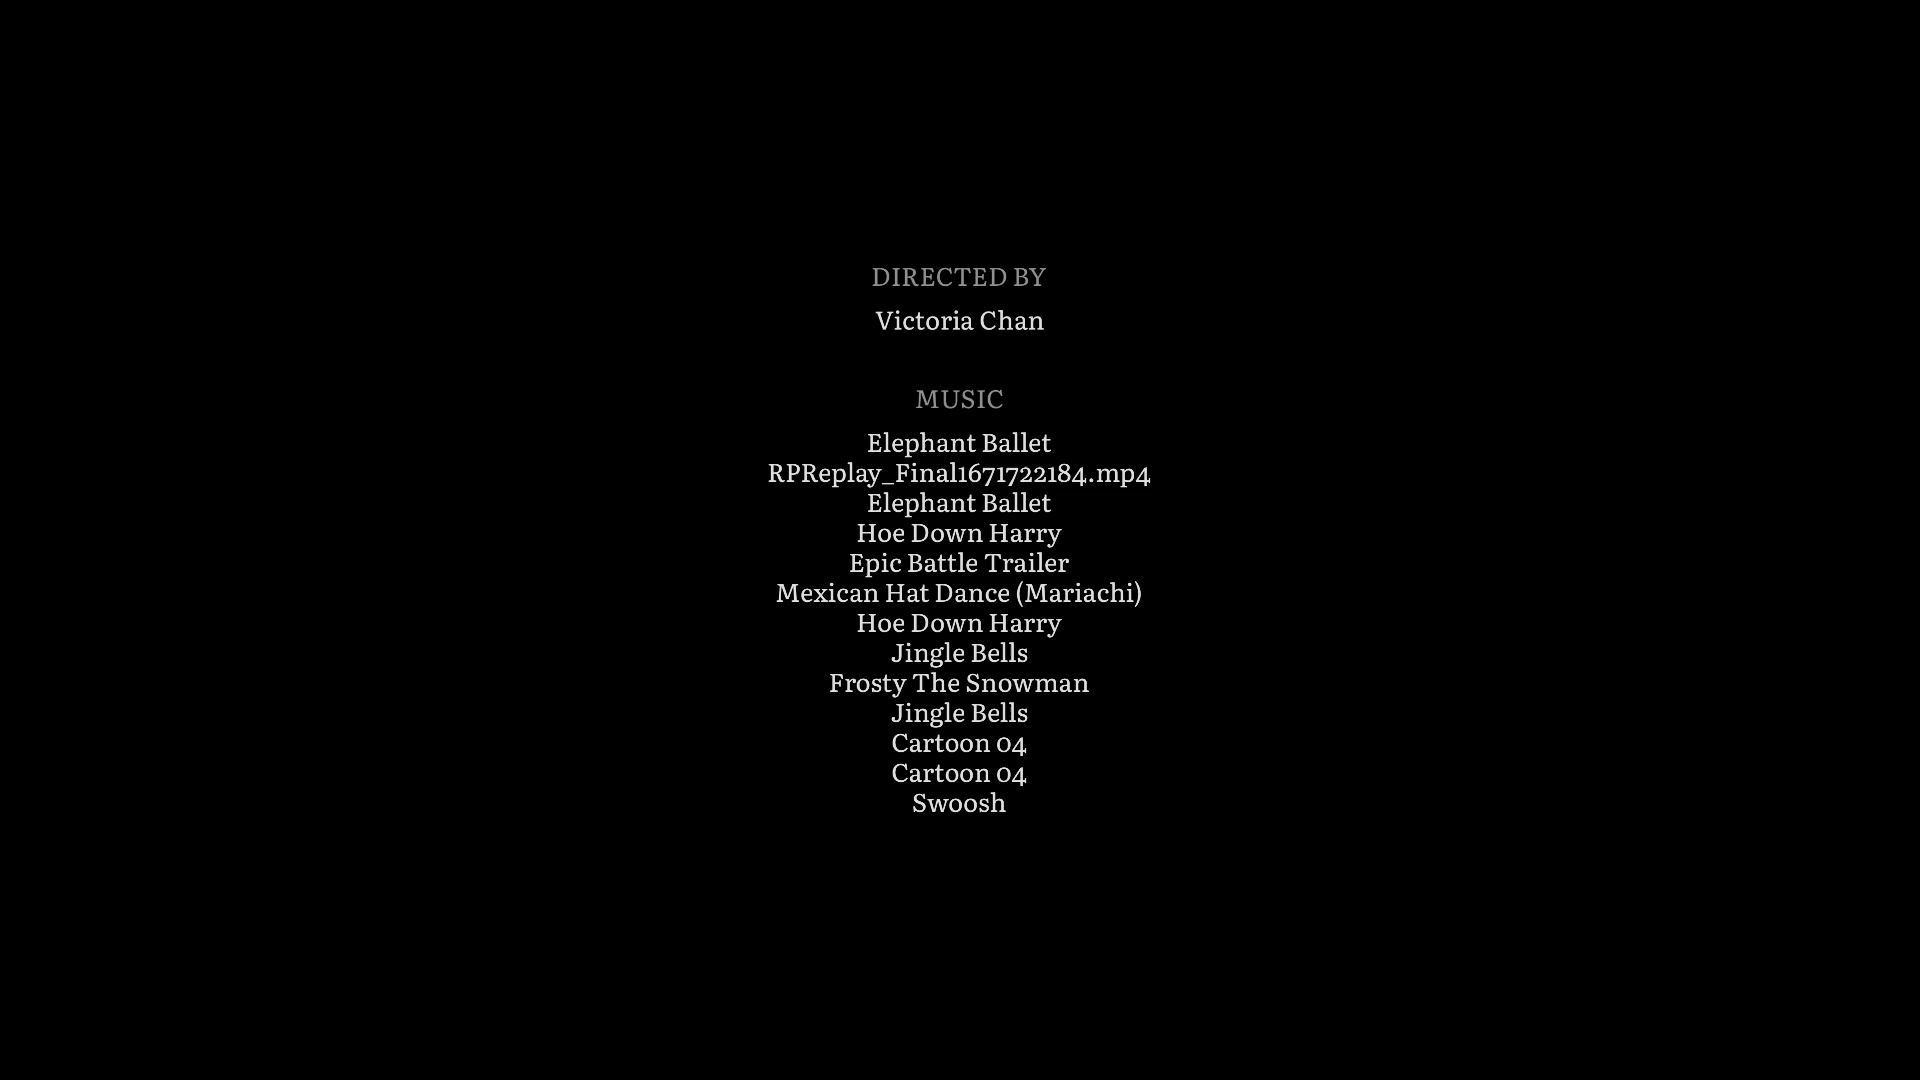 DIRECTED BY
Victoria Chan
MUSIC
Elephant Ballet
RPReplay_Final1671722184.mp4
Elephant Ballet
Hoe Down Harry
Epic Battle Trailer
Mexican Hat Dance (Mariachi)
Hoe Down Harry
Jingle Bells
Frosty The Snowman
Jingle Bells
Cartoon 04
Cartoon 04
Swoosh